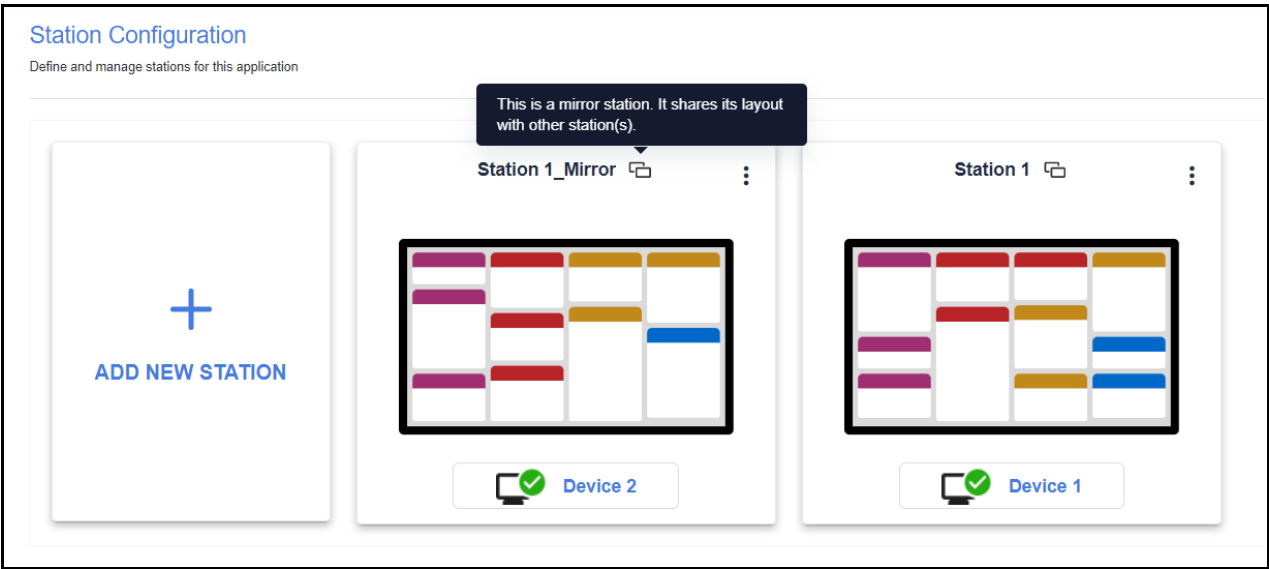 Station Configuration
Define and manage stations for this application
This is a mirror station. It shares its layout
with other station(s).
ADD NEW STATION
Station 1_Mirror
Device 2
Station 1
Device 1